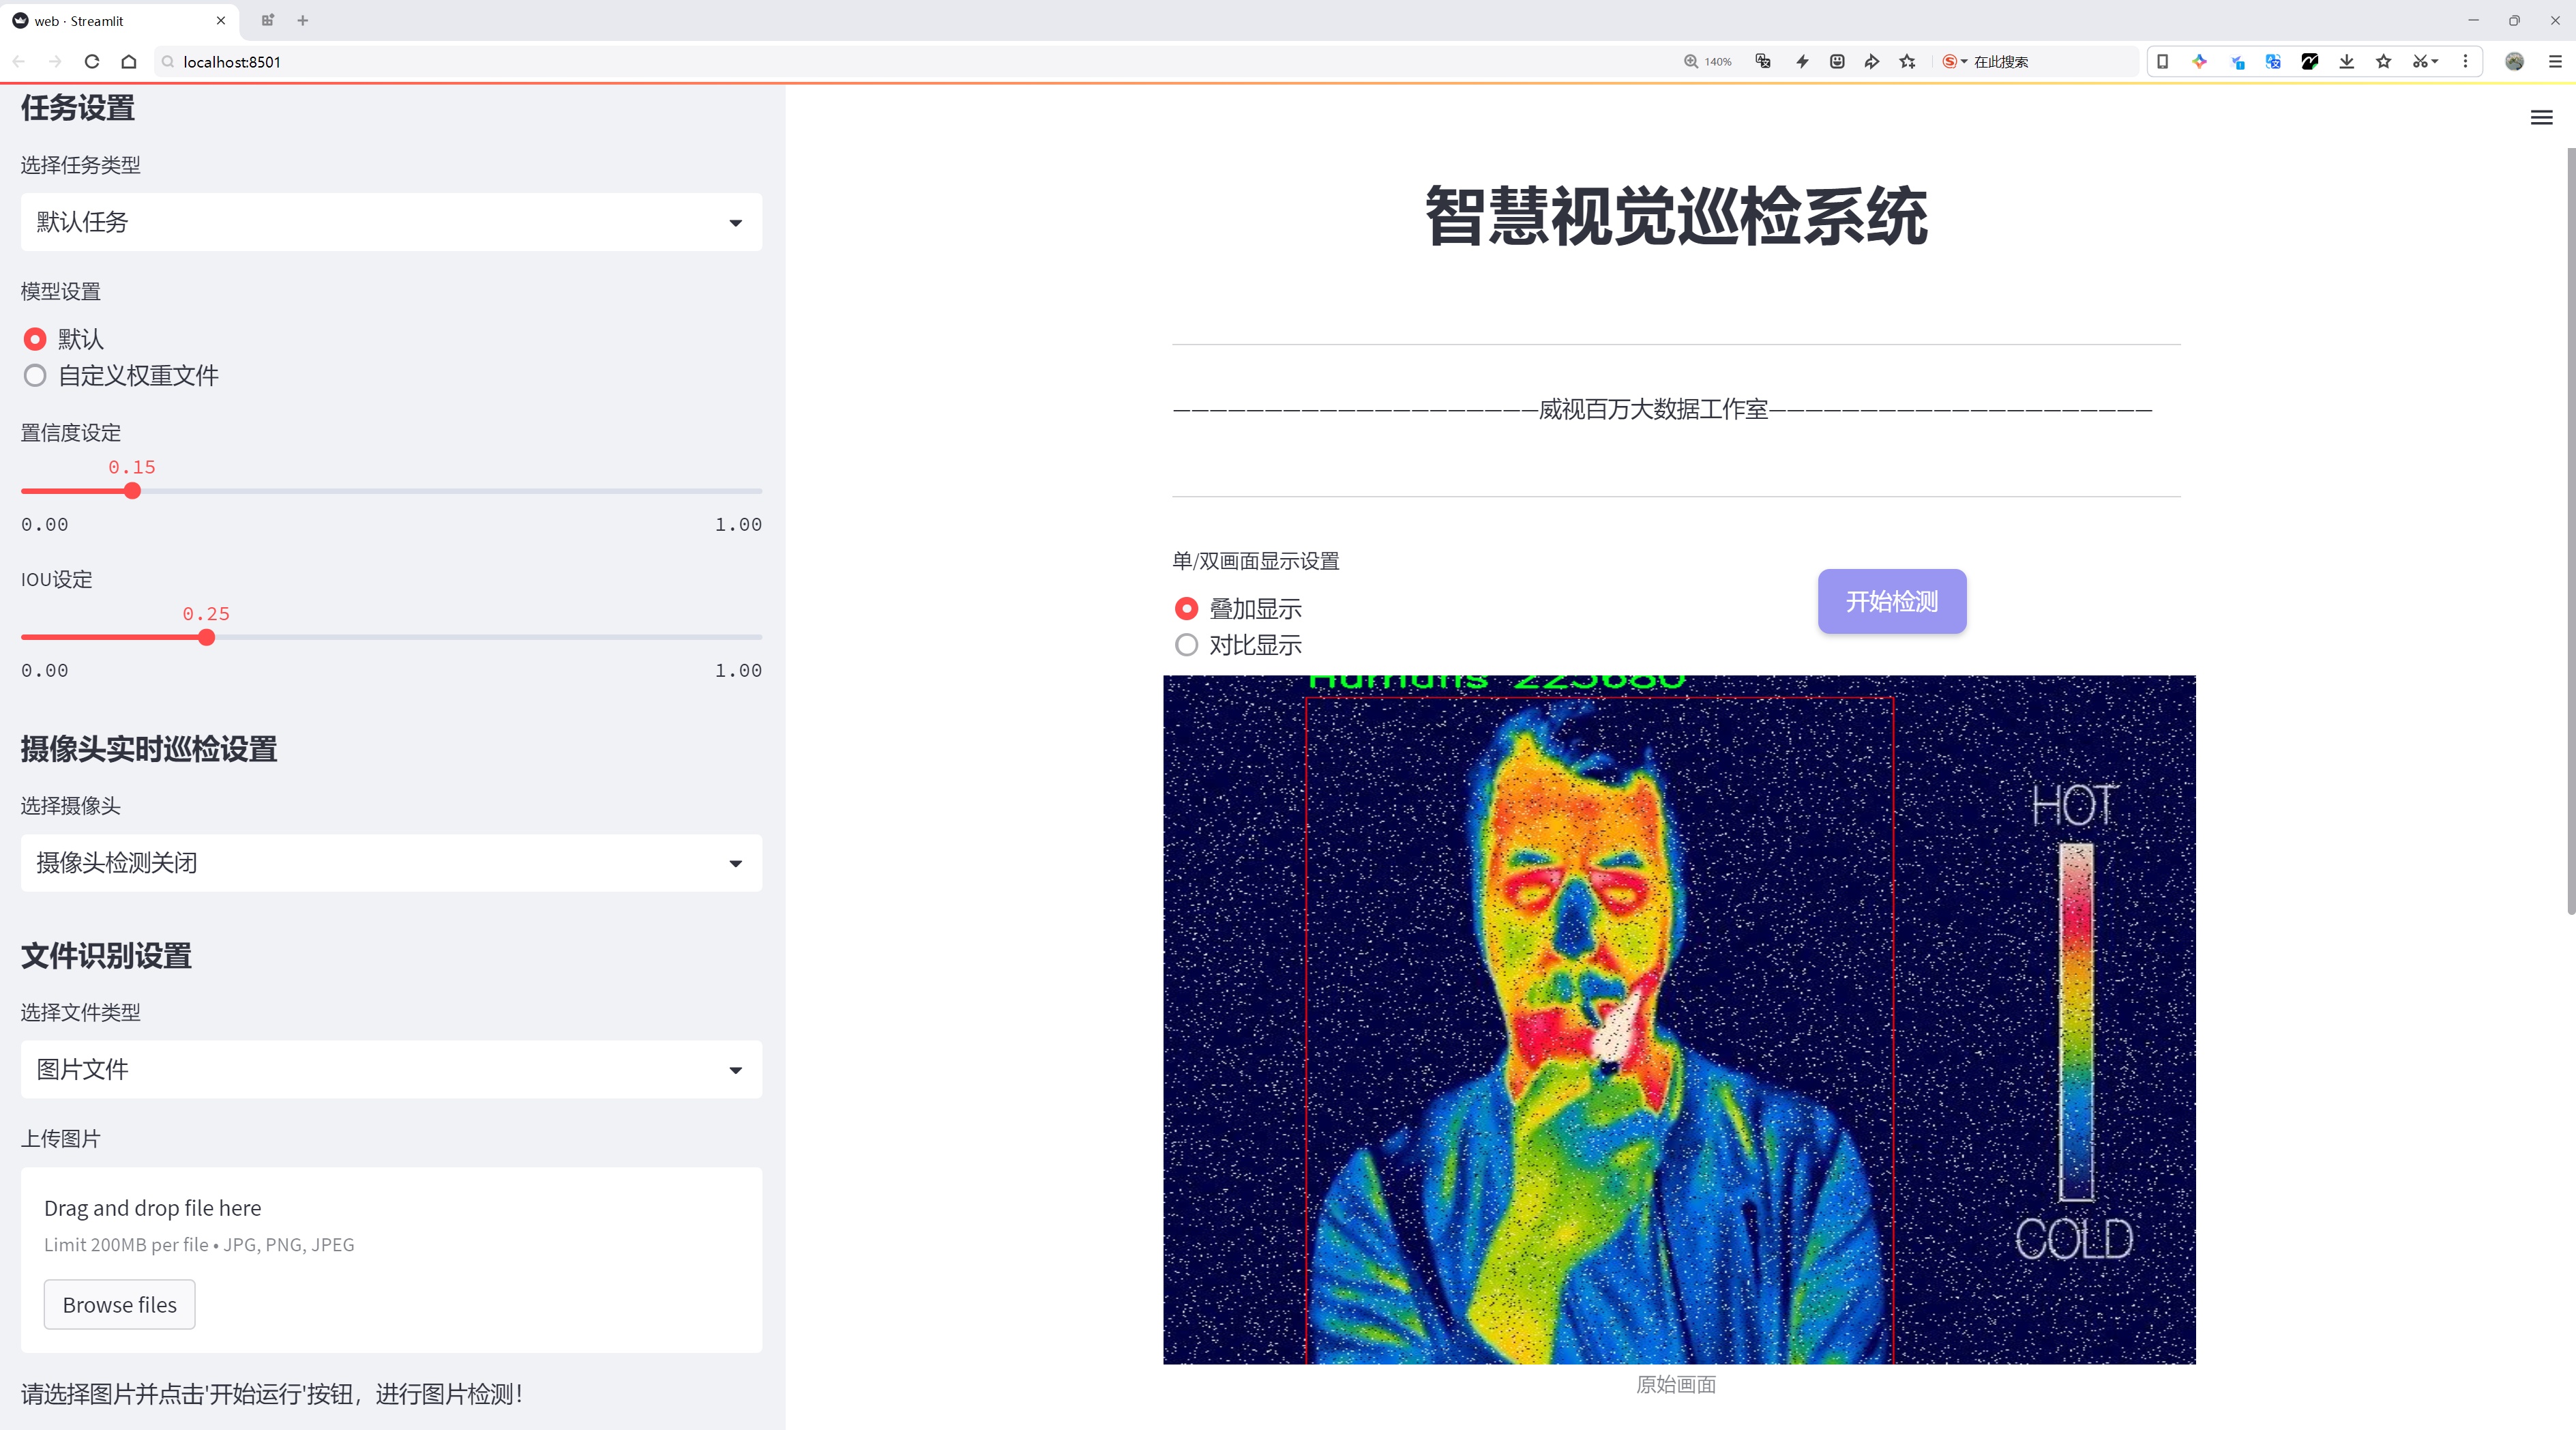 web · Streamlit
localhost:8501
140%
在此搜索
任务设置
选择任务类型
默认任务
模型设置
默认
自定义权重文件
置信度设定
0.15
0.00
1.00
IOU设定
0.25
0.00
1.00
摄像头实时巡检设置
选择摄像头
摄像头检测关闭
文件识别设置
选择文件类型
图片文件
上传图片
Drag and drop file here
Limit 200MB per file • JPG, PNG, JPEG
Browse files
请选择图片并点击'开始运行'按钮，进行图片检测！
智慧视觉巡检系统
————————————————————威视百万大数据工作室—————————————————————
单/双画面显示设置
叠加显示
对比显示
开始检测
Humans 225680
HOT
COLD
原始画面